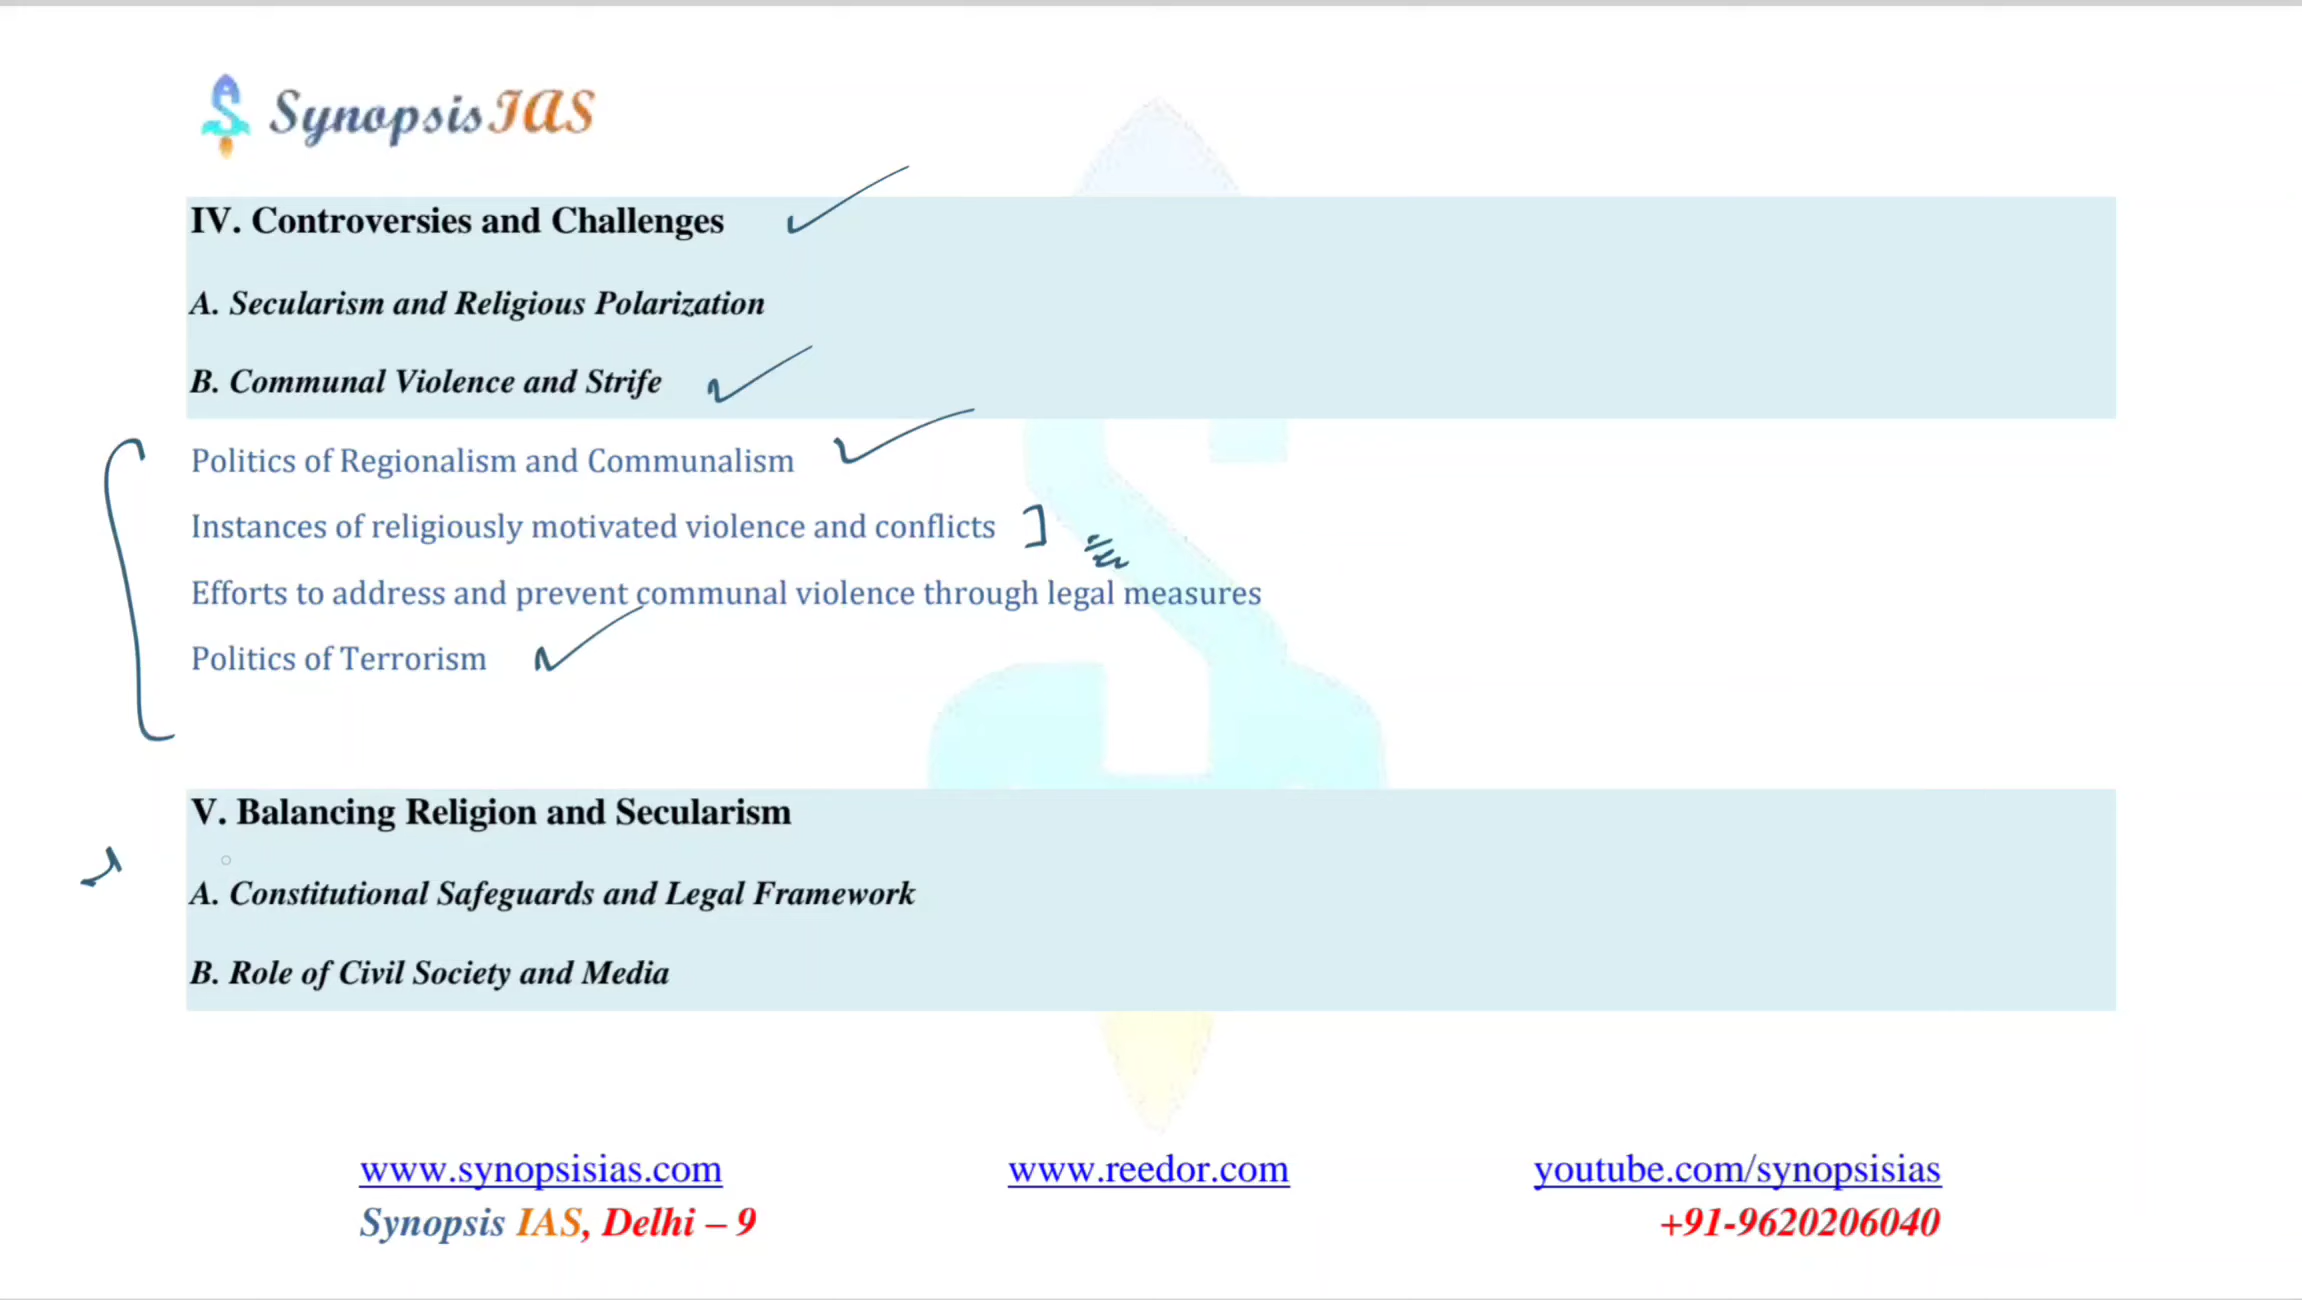 Synopsis IAS
IV. Controversies and Challenges
A. Secularism and Religious Polarization
B. Communal Violence and Strife
Politics of Regionalism and Communalism
Instances of religiously motivated violence and conflicts
Efforts to address and prevent communal violence through legal measures
Politics of Terrorism
V. Balancing Religion and Secularism
A. Constitutional Safeguards and Legal Framework
B. Role of Civil Society and Media
www.synopsisias.com www.reedor.com youtube.com/synopsisias
Synopsis IAS, Delhi – 9 +91-9620206040